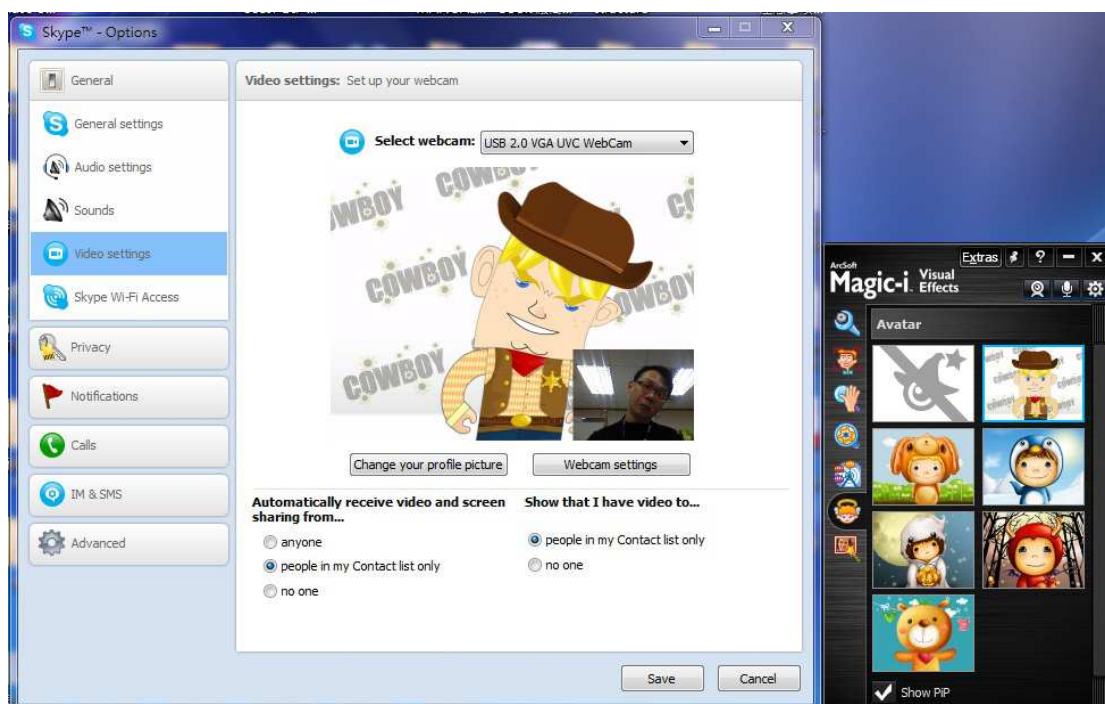 Skype™ - Options
General
General settings
Audio settings
Sounds
Video settings
Skype Wi-Fi Access
Privacy
Notifications
Calls
IM & SMS
Advanced
Video settings: Set up your webcam
Select webcam: USB 2.0 VGA UVC WebCam
COWBOY
COWBOY
COWBOY
COWBOY
Change your profile picture
Webcam settings
Automatically receive video and screen
sharing from...
anyone
people in my Contact list only
no one
Show that I have video to...
people in my Contact list only
no one
Save
Cancel
Extras
ArcSoft
Magic-i Visual
Effects
Avatar
Show PiP